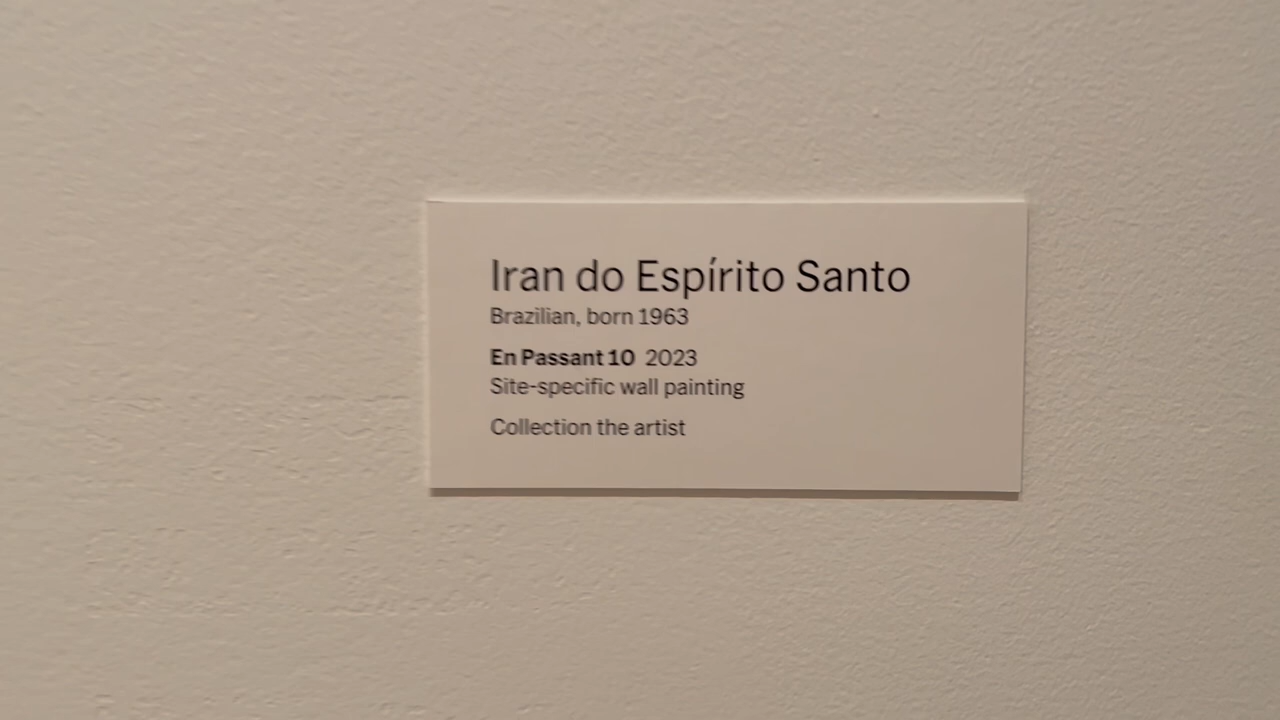 Iran do Espírito Santo
Brazilian, born 1963
En Passant 10 2023
Site-specific wall painting
Collection the artist